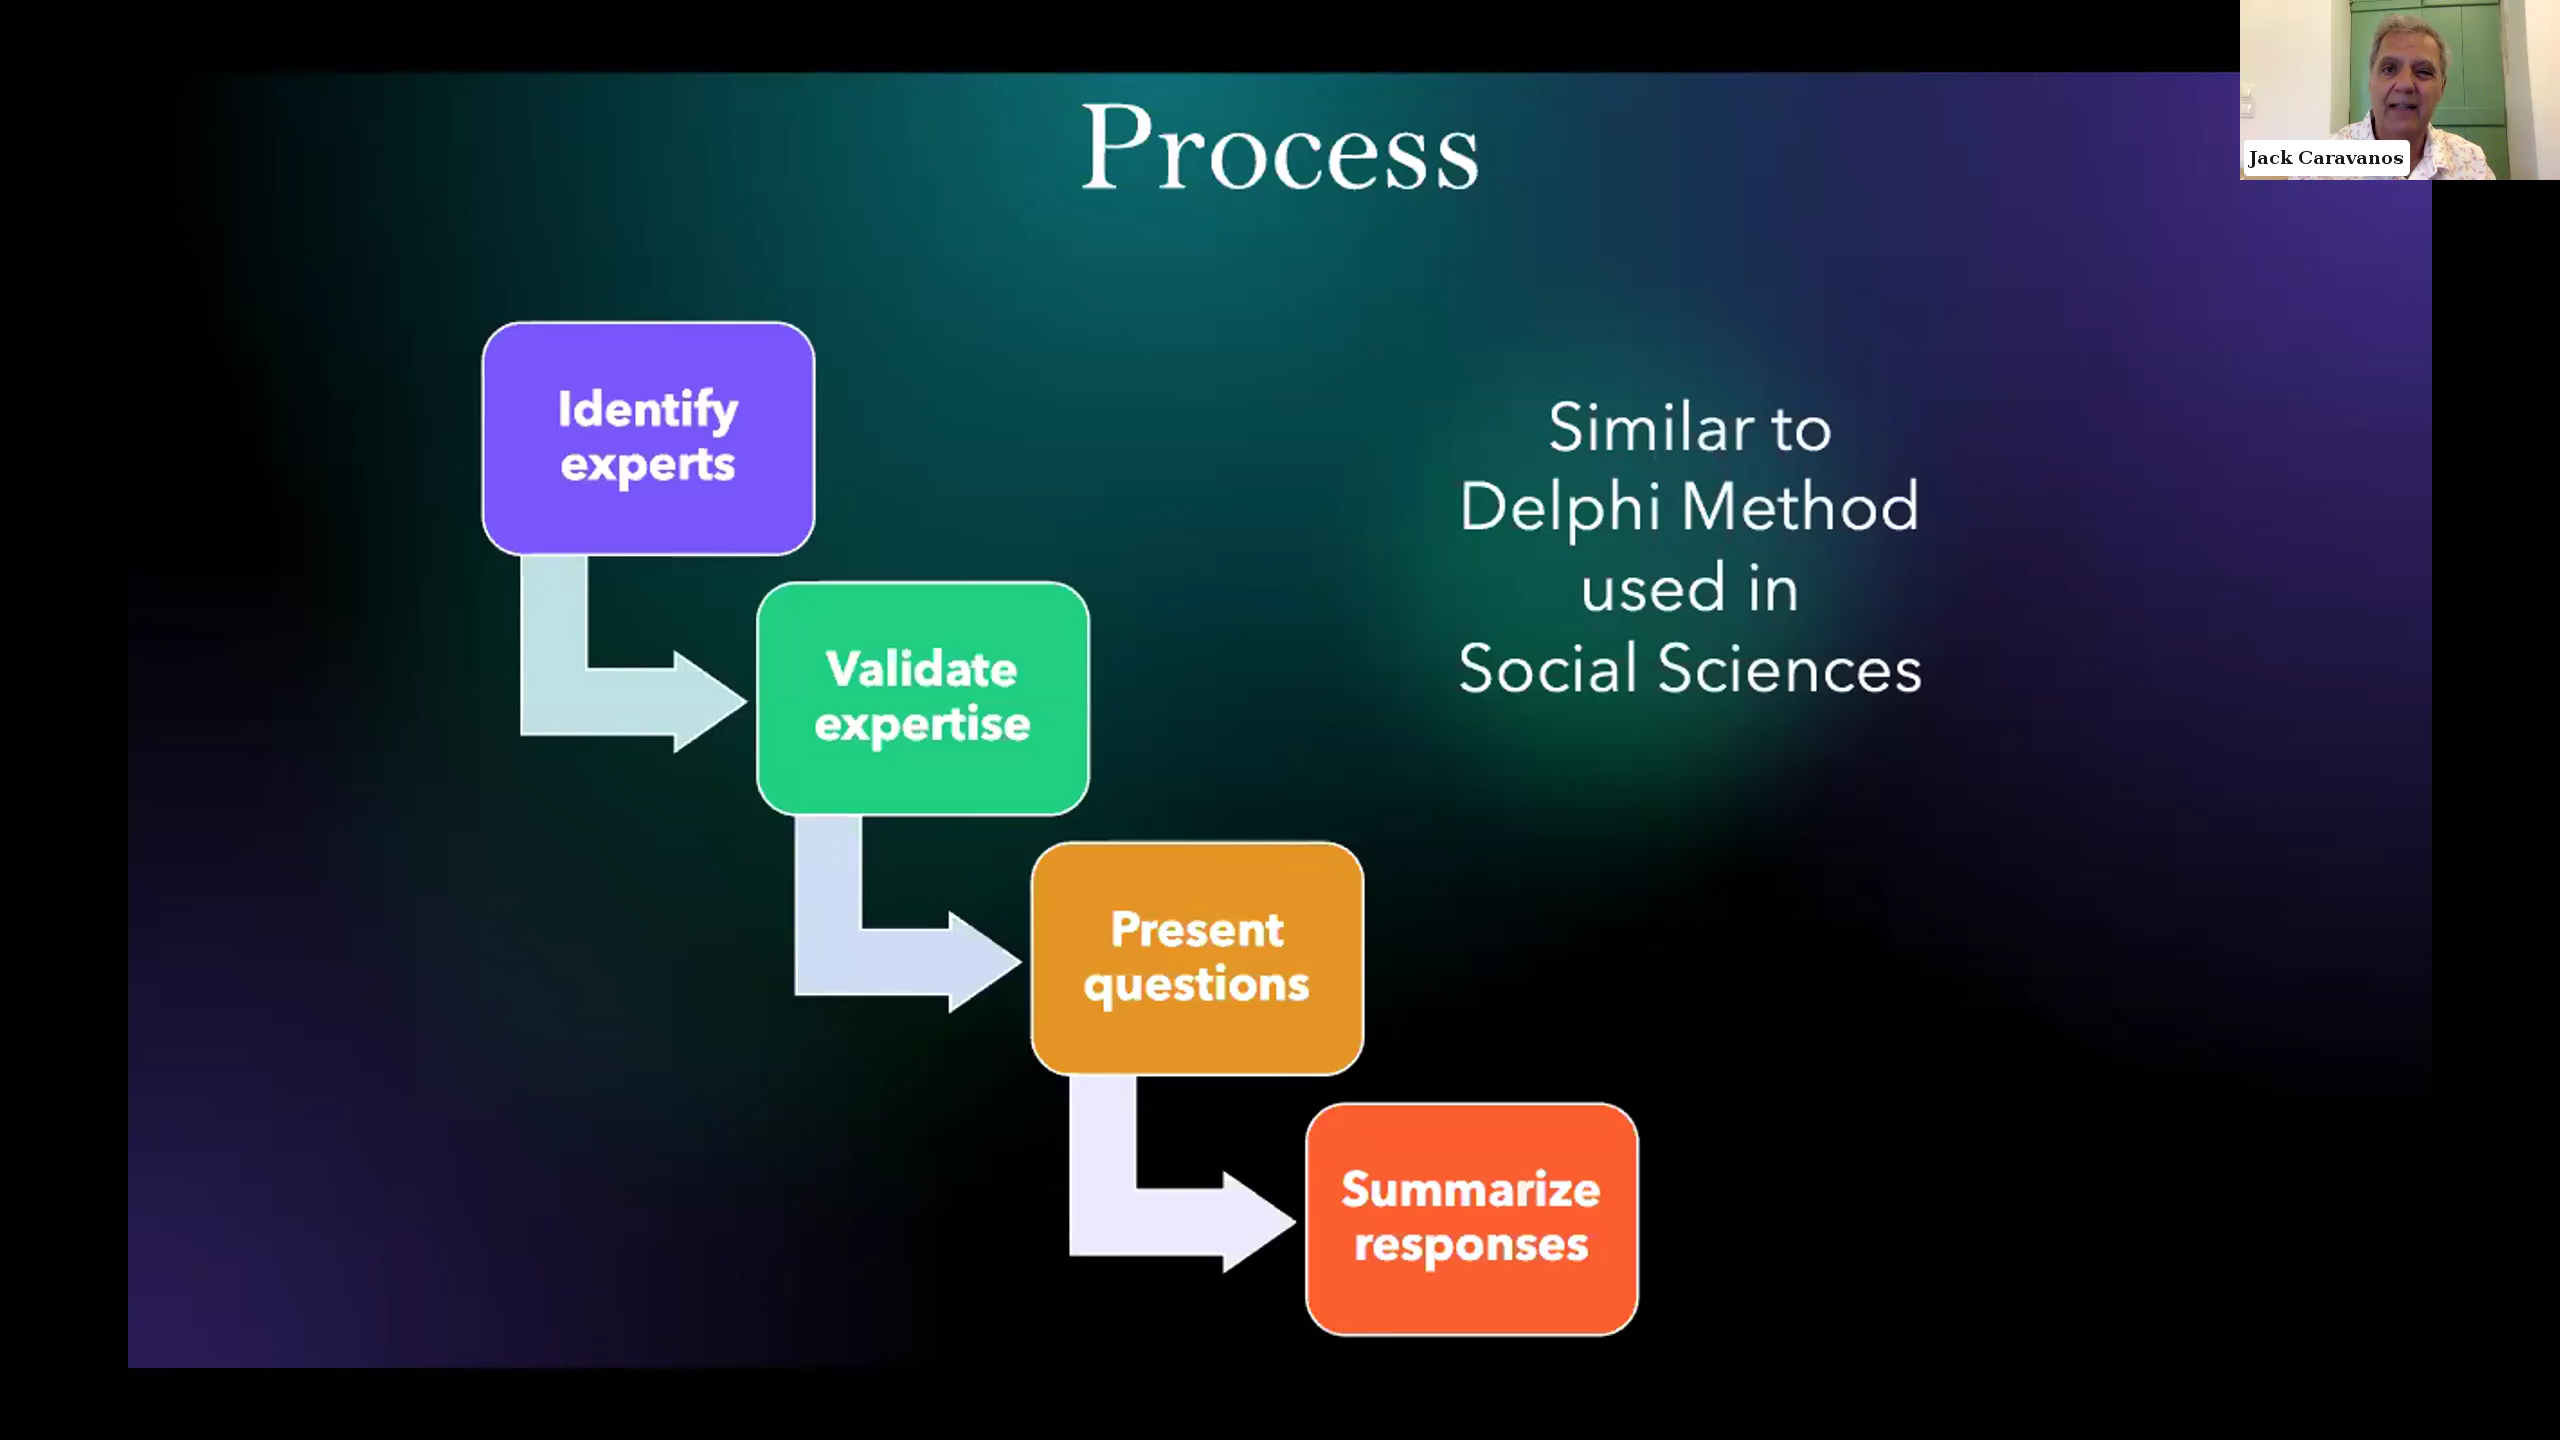 Process
Jack Caravanos
Identify
experts
Validate
expertise
Present
questions
Summarize
responses
Similar to
Delphi Method
used in
Social Sciences